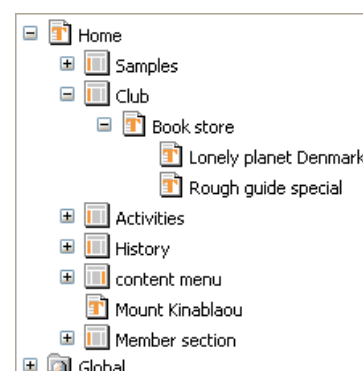 Home
Samples
Club
Book store
Lonely planet Denmark
Rough guide special
Activities
History
content menu
Mount Kinablaou
Member section
Global